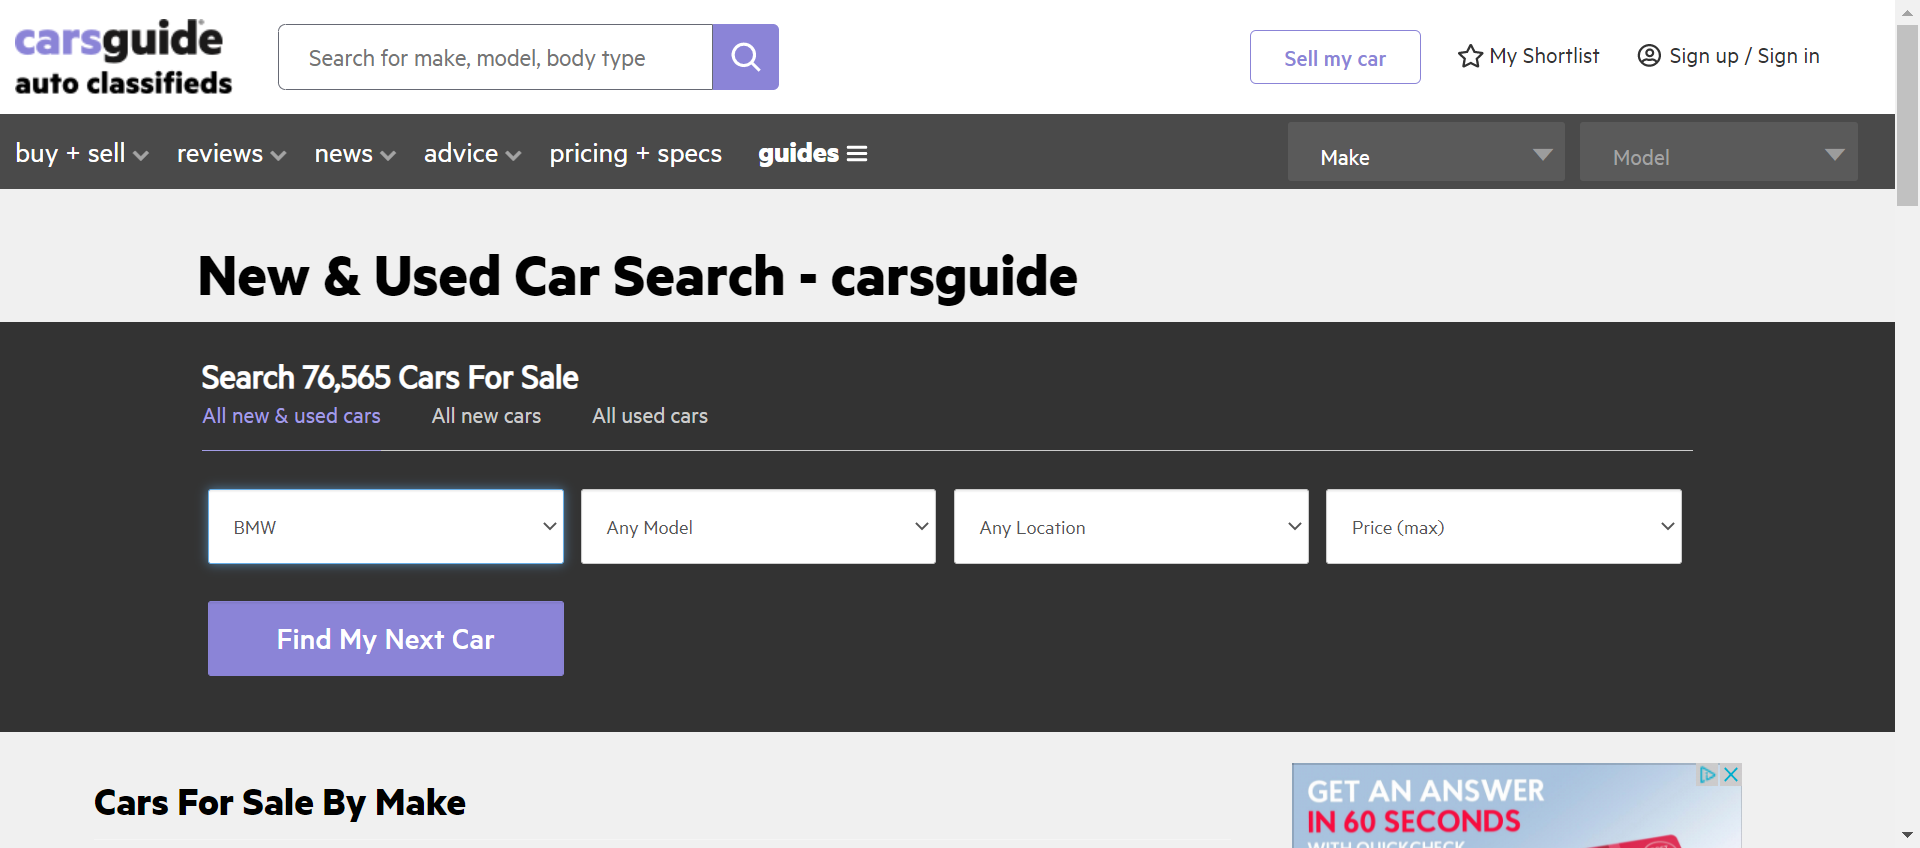 carsguide
auto classifieds
Search for make, model, body type
Sell my car
My Shortlist
Sign up / Sign in
buy + sell
reviews
news
advice
pricing + specs
guides
Make
Model
New & Used Car Search - carsguide
Search 76,565 Cars For Sale
All new & used cars
All new cars
All used cars
BMW
Any Model
Any Location
Price (max)
Find My Next Car
Cars For Sale By Make
GET AN ANSWER
IN 60 SECONDS
WITH QUICKCHECK